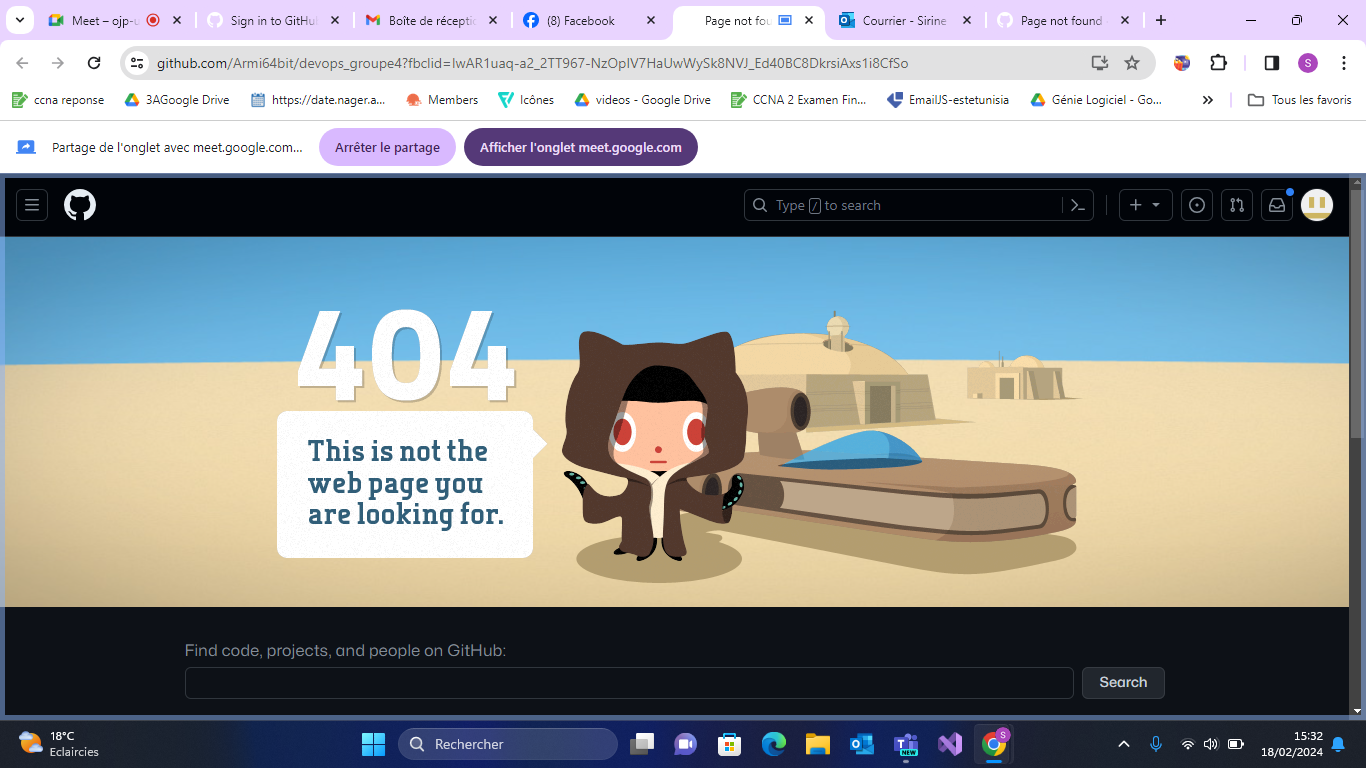 Meet – ojp-u
Sign in to GitHu
Boîte de réceptio
(8) Facebook
Page not fou
Courrier - Sirine
Page not found
github.com/Armi64bit/devops_groupe4?fbclid=IwAR1uaq-a2_2TT967-NzOpIV7HaUwWySk8NVJ_Ed40BC8DkrsiAxs1i8CfSo
S
ccna reponse
3AGoogle Drive
https://date.nager.a...
Members
Icônes
videos - Google Drive
CCNA 2 Examen Fin...
EmailJS-estetunisia
Génie Logiciel - Go...
»
Tous les favoris
Partage de l'onglet avec meet.google.com...
Arrêter le partage
Afficher l'onglet meet.google.com
Type / to search
404
This is not the
web page you
are looking for.
Find code, projects, and people on GitHub:
Search
18°C
Eclaircies
Rechercher
NEW
S
15:32
18/02/2024